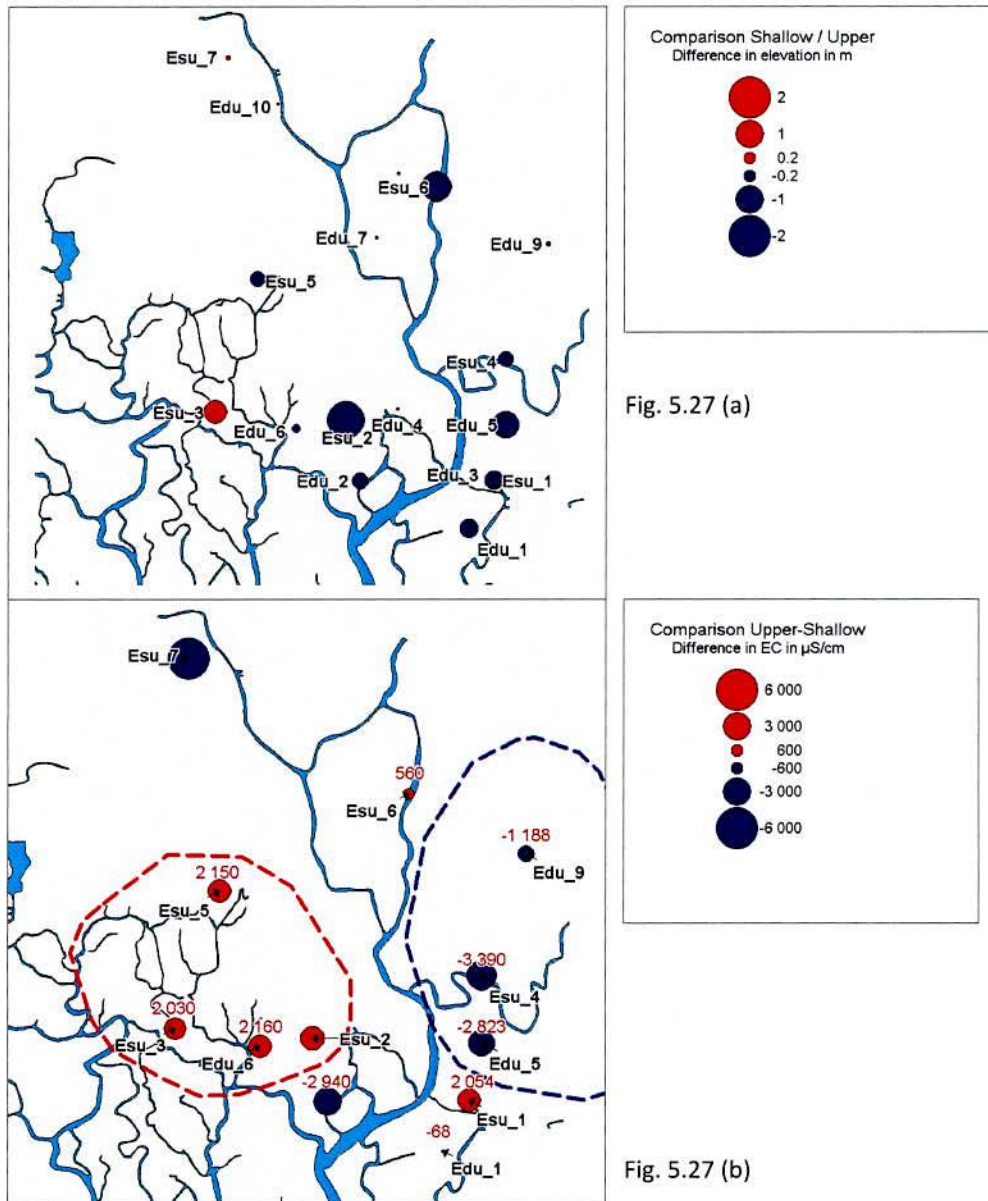 Esu_7
Edu_10
Esu_6
Edu_7
Edu_9
Esu_5
Esu_4
Esu_3
Edu_6
Esu_2
Edu_4
Edu_5
Edu_2
Edu_3
Esu_1
Edu_1
Comparison Shallow / Upper
Difference in elevation in m
2
1
0.2
-0.2
-1
-2
Fig. 5.27 (a)
Esu_7
560
Esu_6
-1 188
Edu_9
2 150
Esu_5
-3 390
Esu_4
2 030
2 160
Esu_2
-2 823
Esu_3
Edu_6
Edu_5
-2 940
2 054
Esu_1
-68
Edu_1
Comparison Upper-Shallow
Difference in EC in µS/cm
6 000
3 000
600
-600
-3 000
-6 000
Fig. 5.27 (b)